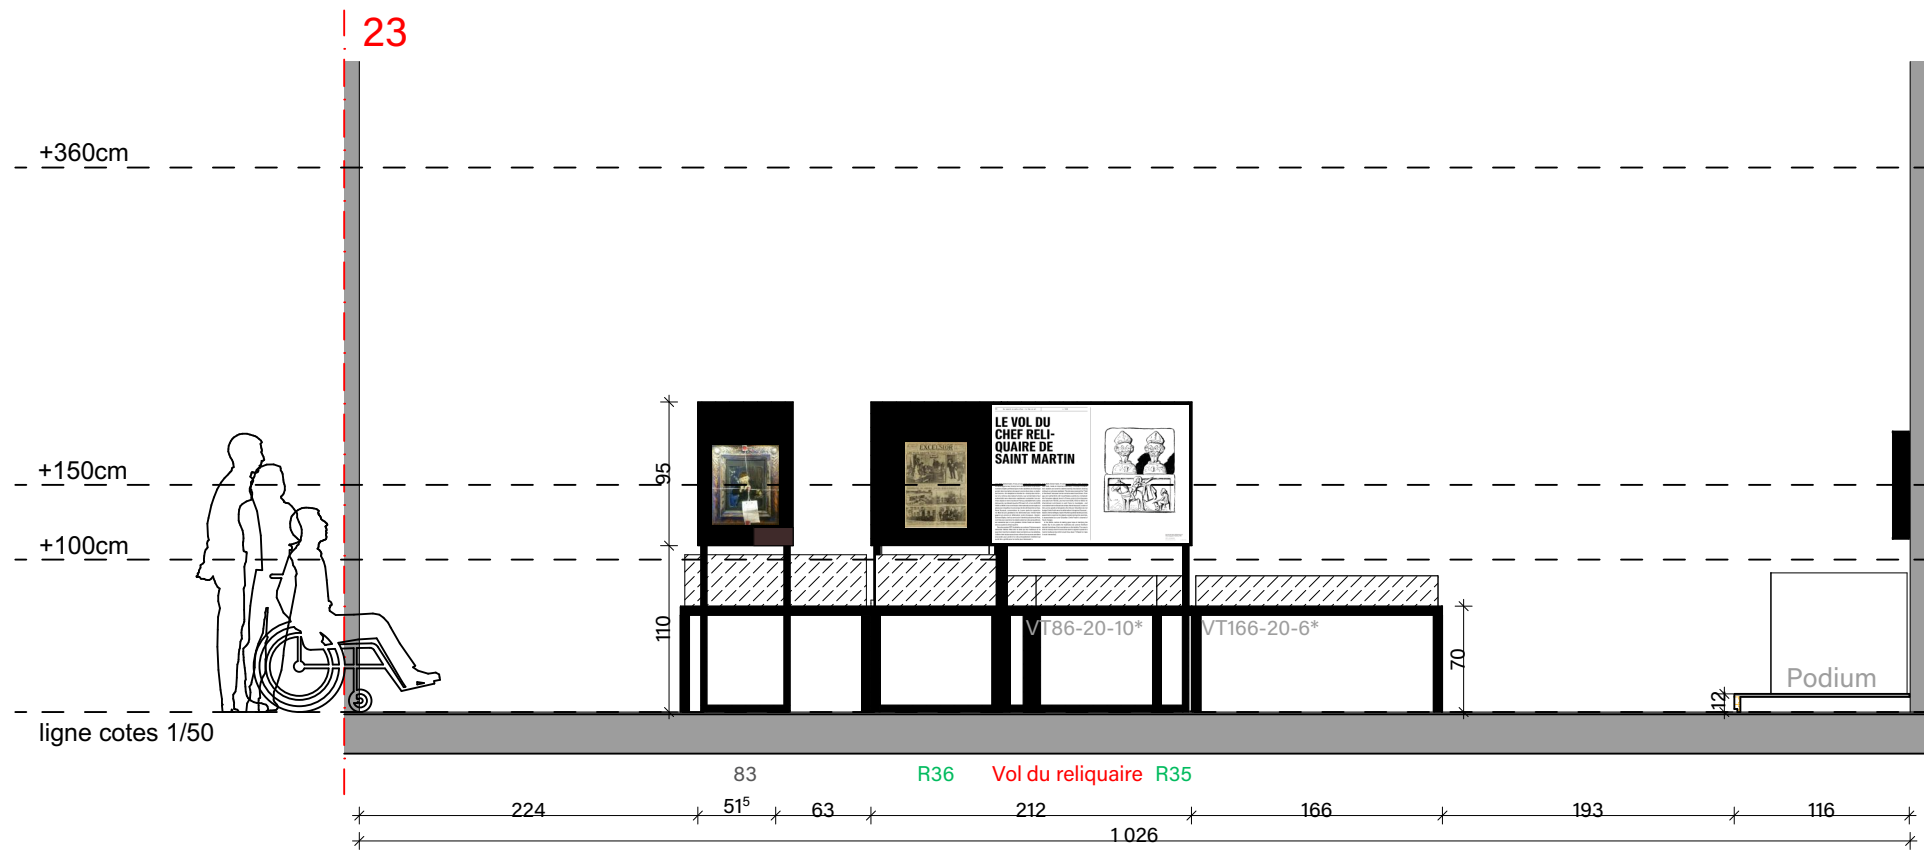 23
+360cm
+150cm
+100cm
ligne cotes 1/50
95
110
EXCELSIOR
LE VOL DU
CHEF RELI-
QUAIRE DE
SAINT MARTIN
VT86-20-10*
VT166-20-6*
70
12
Podium
83
R36
Vol du reliquaire
R35
224
51⁵
63
212
166
193
116
1 026